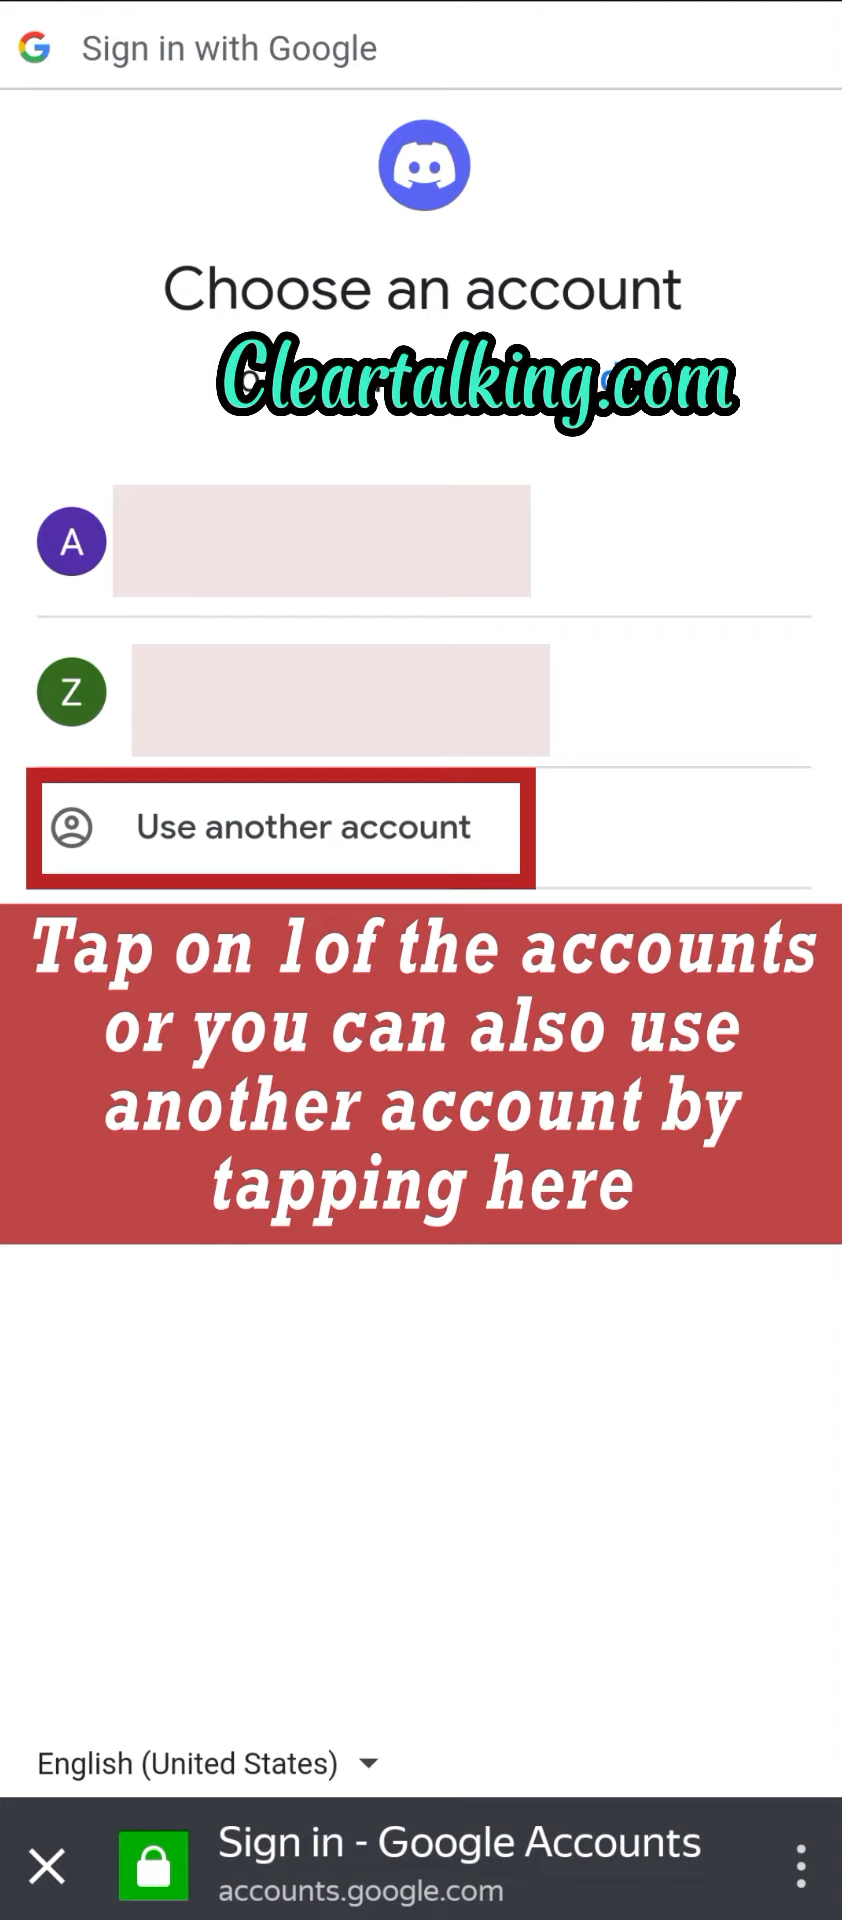 Sign in with Google
Choose an account
Cleartalking.com
A
Z
Use another account
Tap on 1of the accounts
or you can also use
another account by
tapping here
English (United States)
Sign in - Google Accounts
accounts.google.com